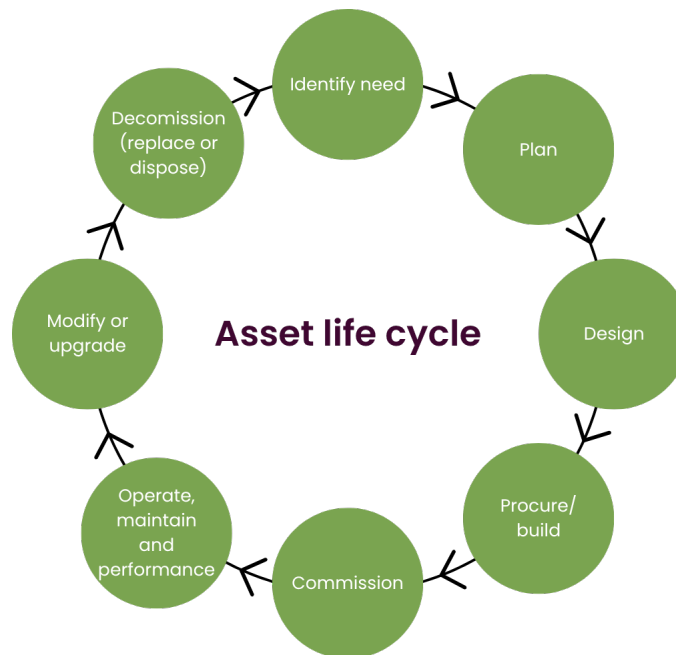 Identify need
Plan
Design
Procure/
build
Commission
Operate,
maintain
and
performance
Modify or
upgrade
Decomission
(replace or
dispose)
Asset life cycle